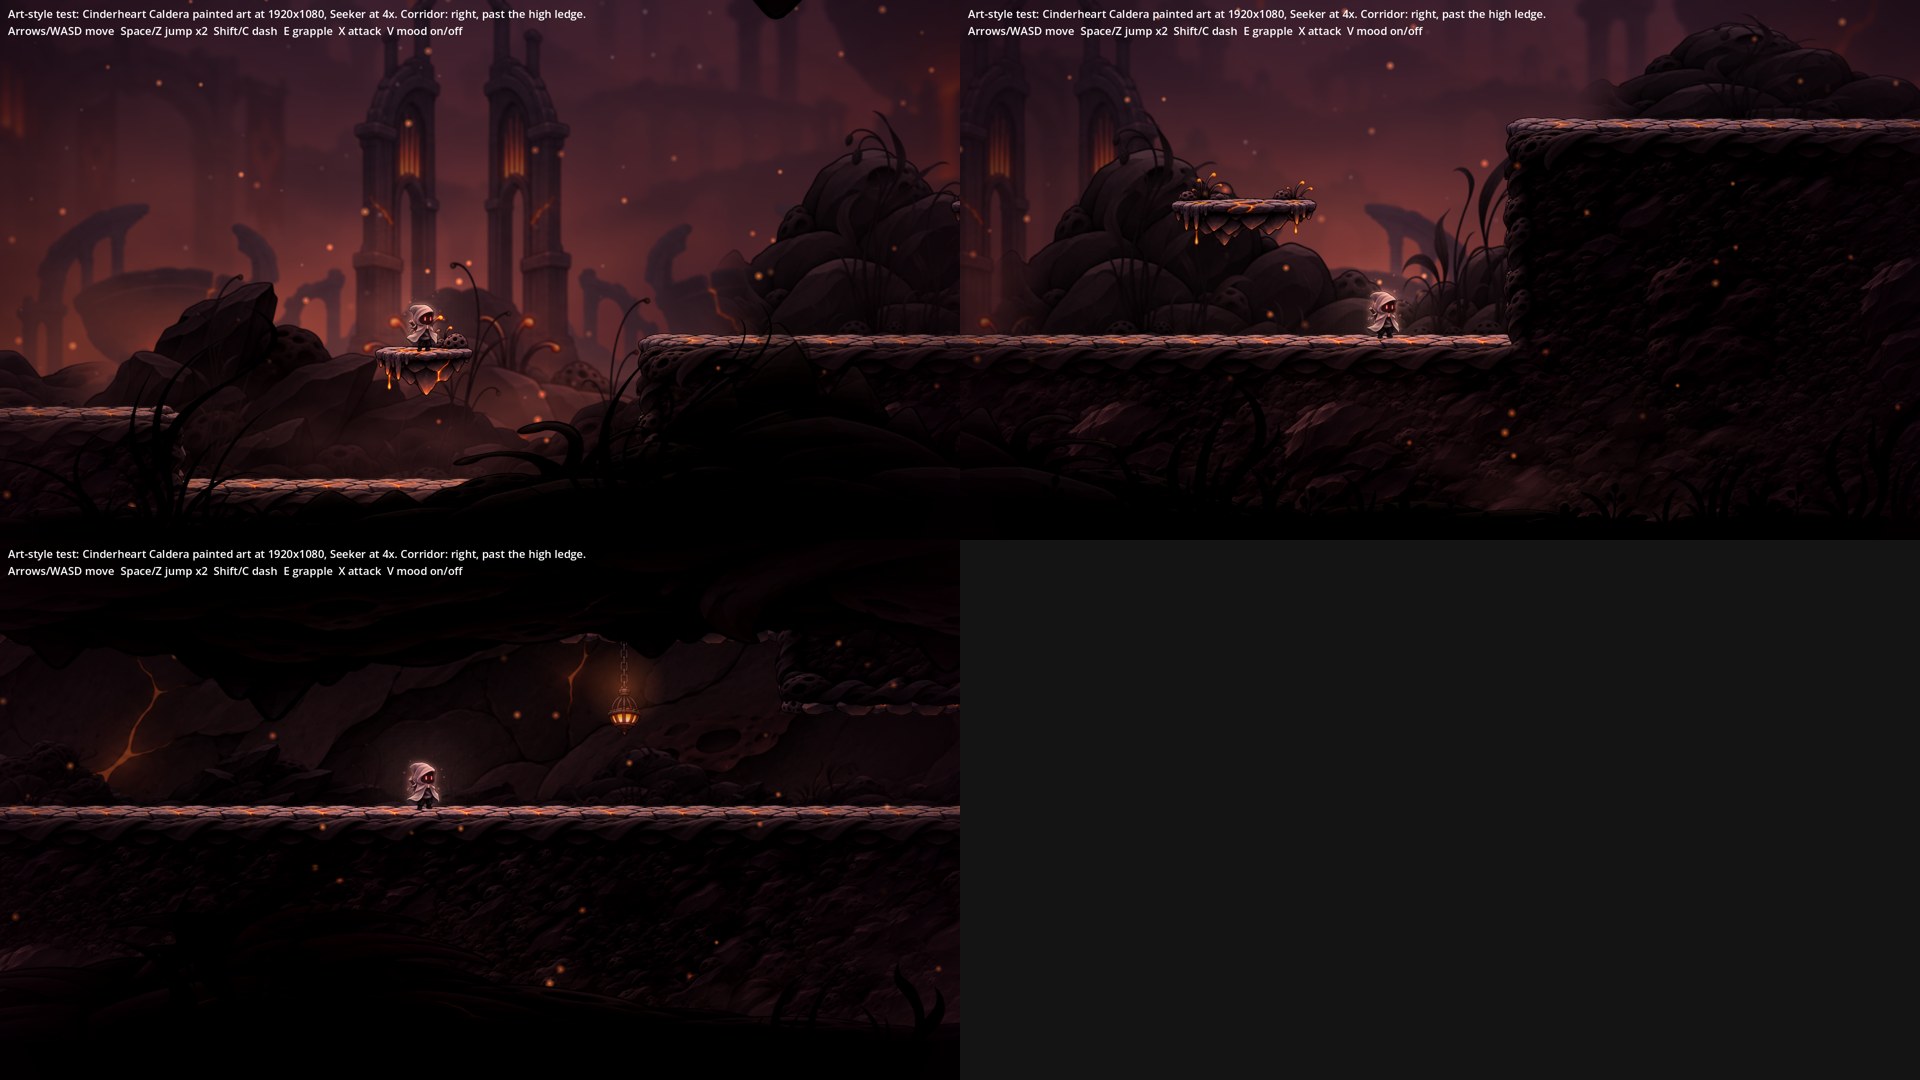 Art-style test: Cinderheart Caldera painted art at 1920x1080, Seeker at 4x. Corridor: right, past the high ledge.
Arrows/WASD move  Space/Z jump x2  Shift/C dash  E grapple  X attack  V mood on/off
Art-style test: Cinderheart Caldera painted art at 1920x1080, Seeker at 4x. Corridor: right, past the high ledge.
Arrows/WASD move  Space/Z jump x2  Shift/C dash  E grapple  X attack  V mood on/off
Art-style test: Cinderheart Caldera painted art at 1920x1080, Seeker at 4x. Corridor: right, past the high ledge.
Arrows/WASD move  Space/Z jump x2  Shift/C dash  E grapple  X attack  V mood on/off